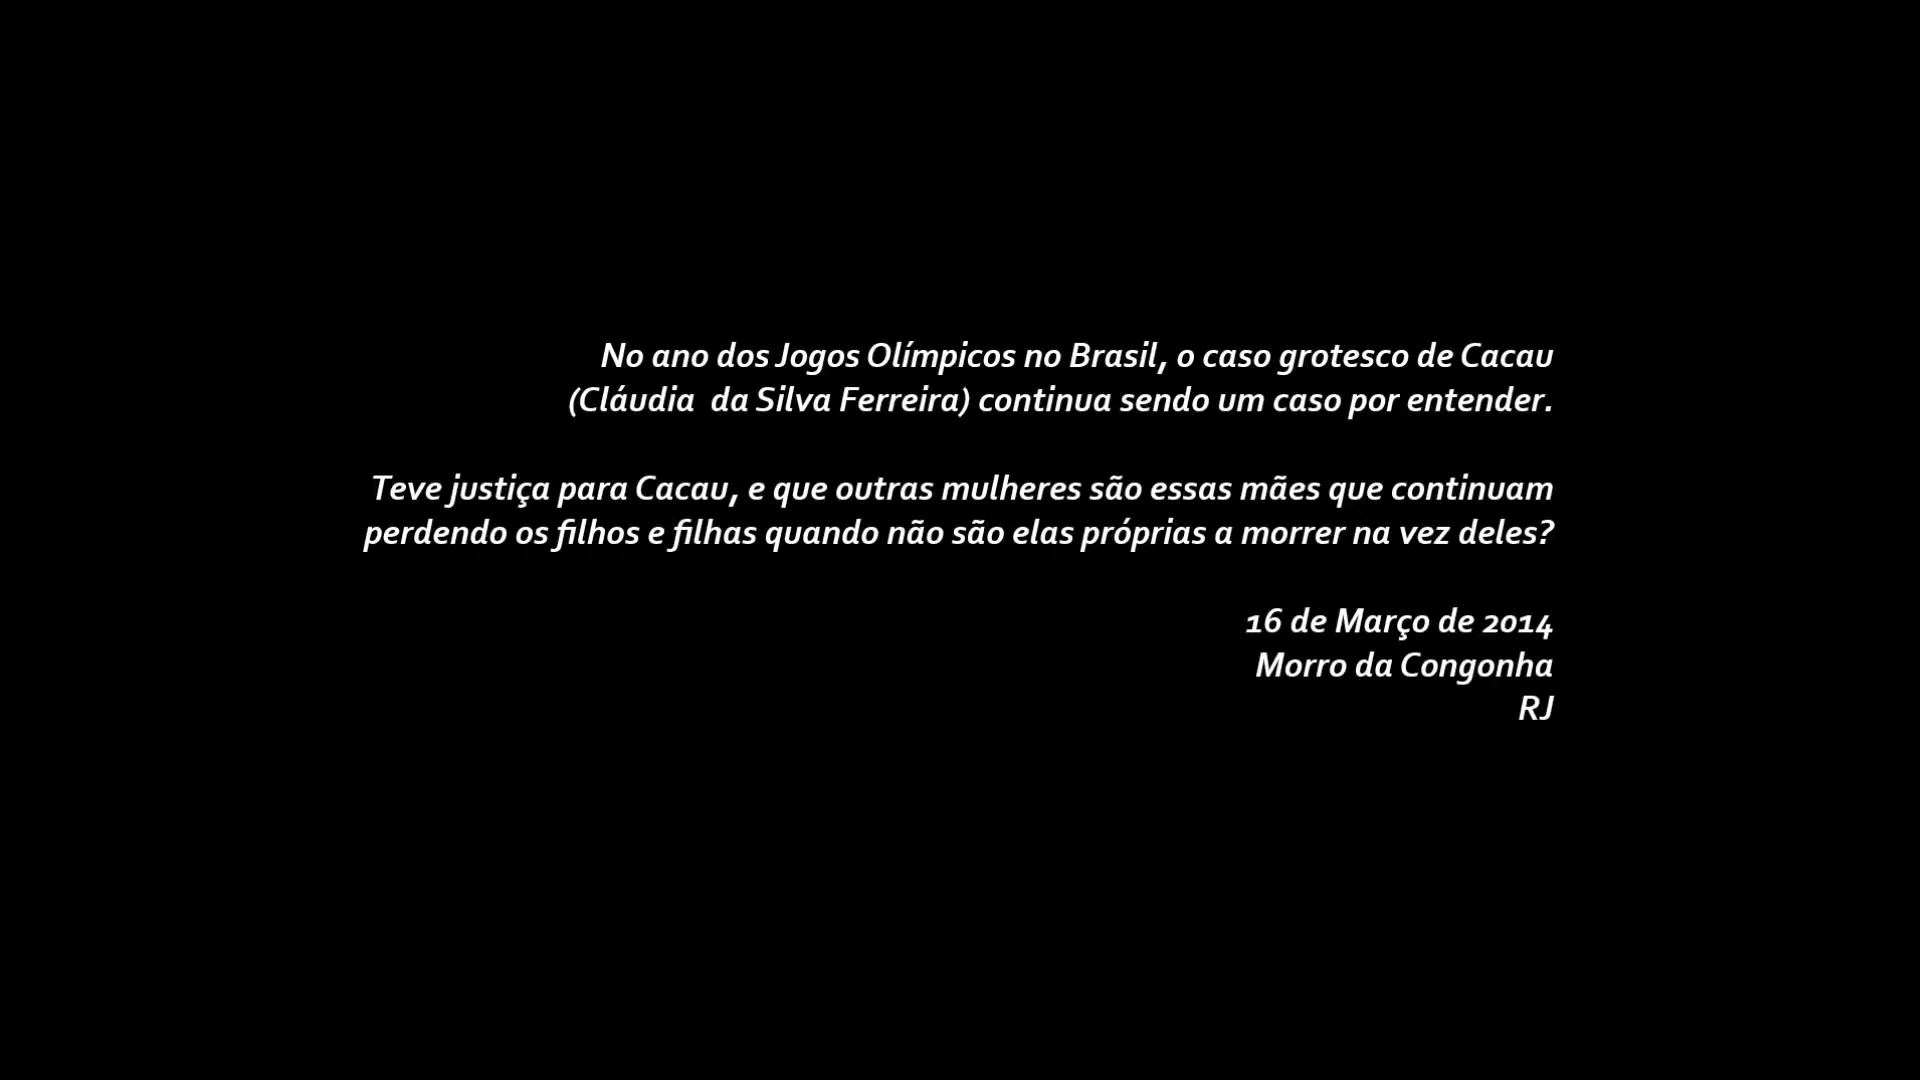 No ano dos Jogos Olímpicos no Brasil, o caso grotesco de Cacau
(Cláudia  da Silva Ferreira) continua sendo um caso por entender.
Teve justiça para Cacau, e que outras mulheres são essas mães que continuam
perdendo os filhos e filhas quando não são elas próprias a morrer na vez deles?
16 de Março de 2014
Morro da Congonha
RJ